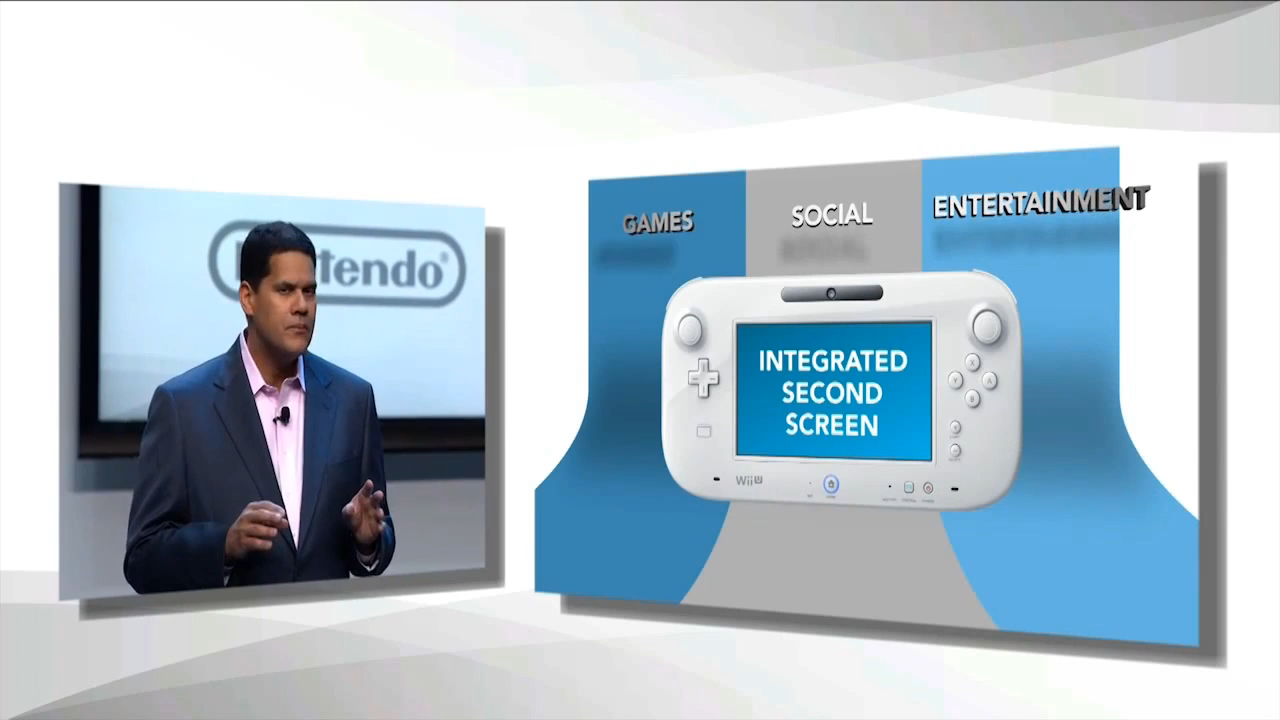 Nintendo®
GAMES
SOCIAL
ENTERTAINMENT
INTEGRATED
SECOND
SCREEN
X
Y
A
B
Wii U